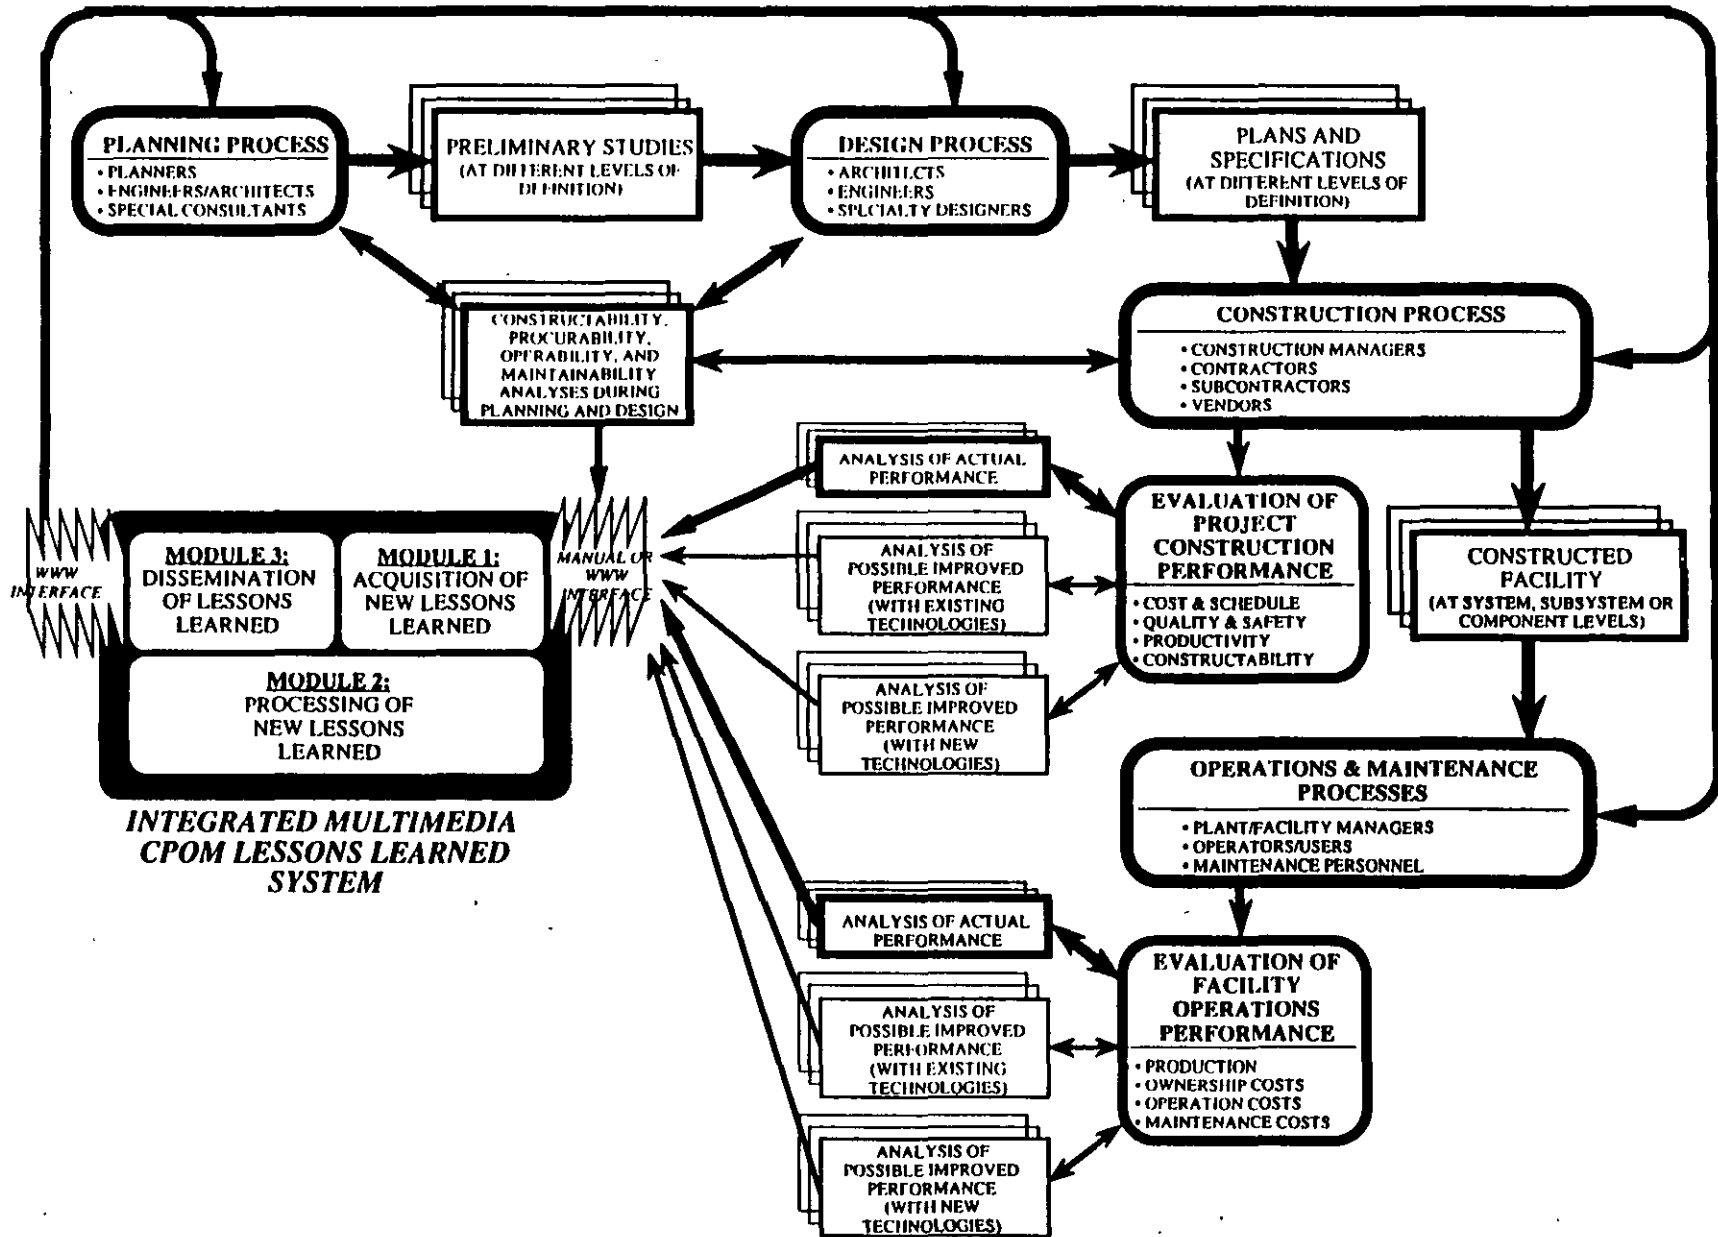 PLANNING PROCESS
• PLANNERS
• ENGINEERS/ARCHITECTS
• SPECIAL CONSULTANTS
PRELIMINARY STUDIES
(AT DIFFERENT LEVELS OF
DEFINITION)
DESIGN PROCESS
• ARCHITECTS
• ENGINEERS
• SPECIALTY DESIGNERS
PLANS AND
SPECIFICATIONS
(AT DIFFERENT LEVELS OF
DEFINITION)
CONSTRUCTABILITY,
PROCURABILITY,
OPERABILITY, AND
MAINTAINABILITY
ANALYSES DURING
PLANNING AND DESIGN
CONSTRUCTION PROCESS
• CONSTRUCTION MANAGERS
• CONTRACTORS
• SUBCONTRACTORS
• VENDORS
WWW
INTERFACE
MODULE 3:
DISSEMINATION
OF LESSONS
LEARNED
MODULE 1:
ACQUISITION OF
NEW LESSONS
LEARNED
MANUAL OR
WWW
INTERFACE
MODULE 2:
PROCESSING OF
NEW LESSONS
LEARNED
INTEGRATED MULTIMEDIA
CPOM LESSONS LEARNED
SYSTEM
ANALYSIS OF ACTUAL
PERFORMANCE
ANALYSIS OF
POSSIBLE IMPROVED
PERFORMANCE
(WITH EXISTING
TECHNOLOGIES)
ANALYSIS OF
POSSIBLE IMPROVED
PERFORMANCE
(WITH NEW
TECHNOLOGIES)
EVALUATION OF
PROJECT
CONSTRUCTION
PERFORMANCE
• COST & SCHEDULE
• QUALITY & SAFETY
• PRODUCTIVITY
• CONSTRUCTABILITY
CONSTRUCTED
FACILITY
(AT SYSTEM, SUBSYSTEM OR
COMPONENT LEVELS)
OPERATIONS & MAINTENANCE
PROCESSES
• PLANT/FACILITY MANAGERS
• OPERATORS/USERS
• MAINTENANCE PERSONNEL
ANALYSIS OF ACTUAL
PERFORMANCE
ANALYSIS OF
POSSIBLE IMPROVED
PERFORMANCE
(WITH EXISTING
TECHNOLOGIES)
ANALYSIS OF
POSSIBLE IMPROVED
PERFORMANCE
(WITH NEW
TECHNOLOGIES)
EVALUATION OF
FACILITY
OPERATIONS
PERFORMANCE
• PRODUCTION
• OWNERSHIP COSTS
• OPERATION COSTS
• MAINTENANCE COSTS